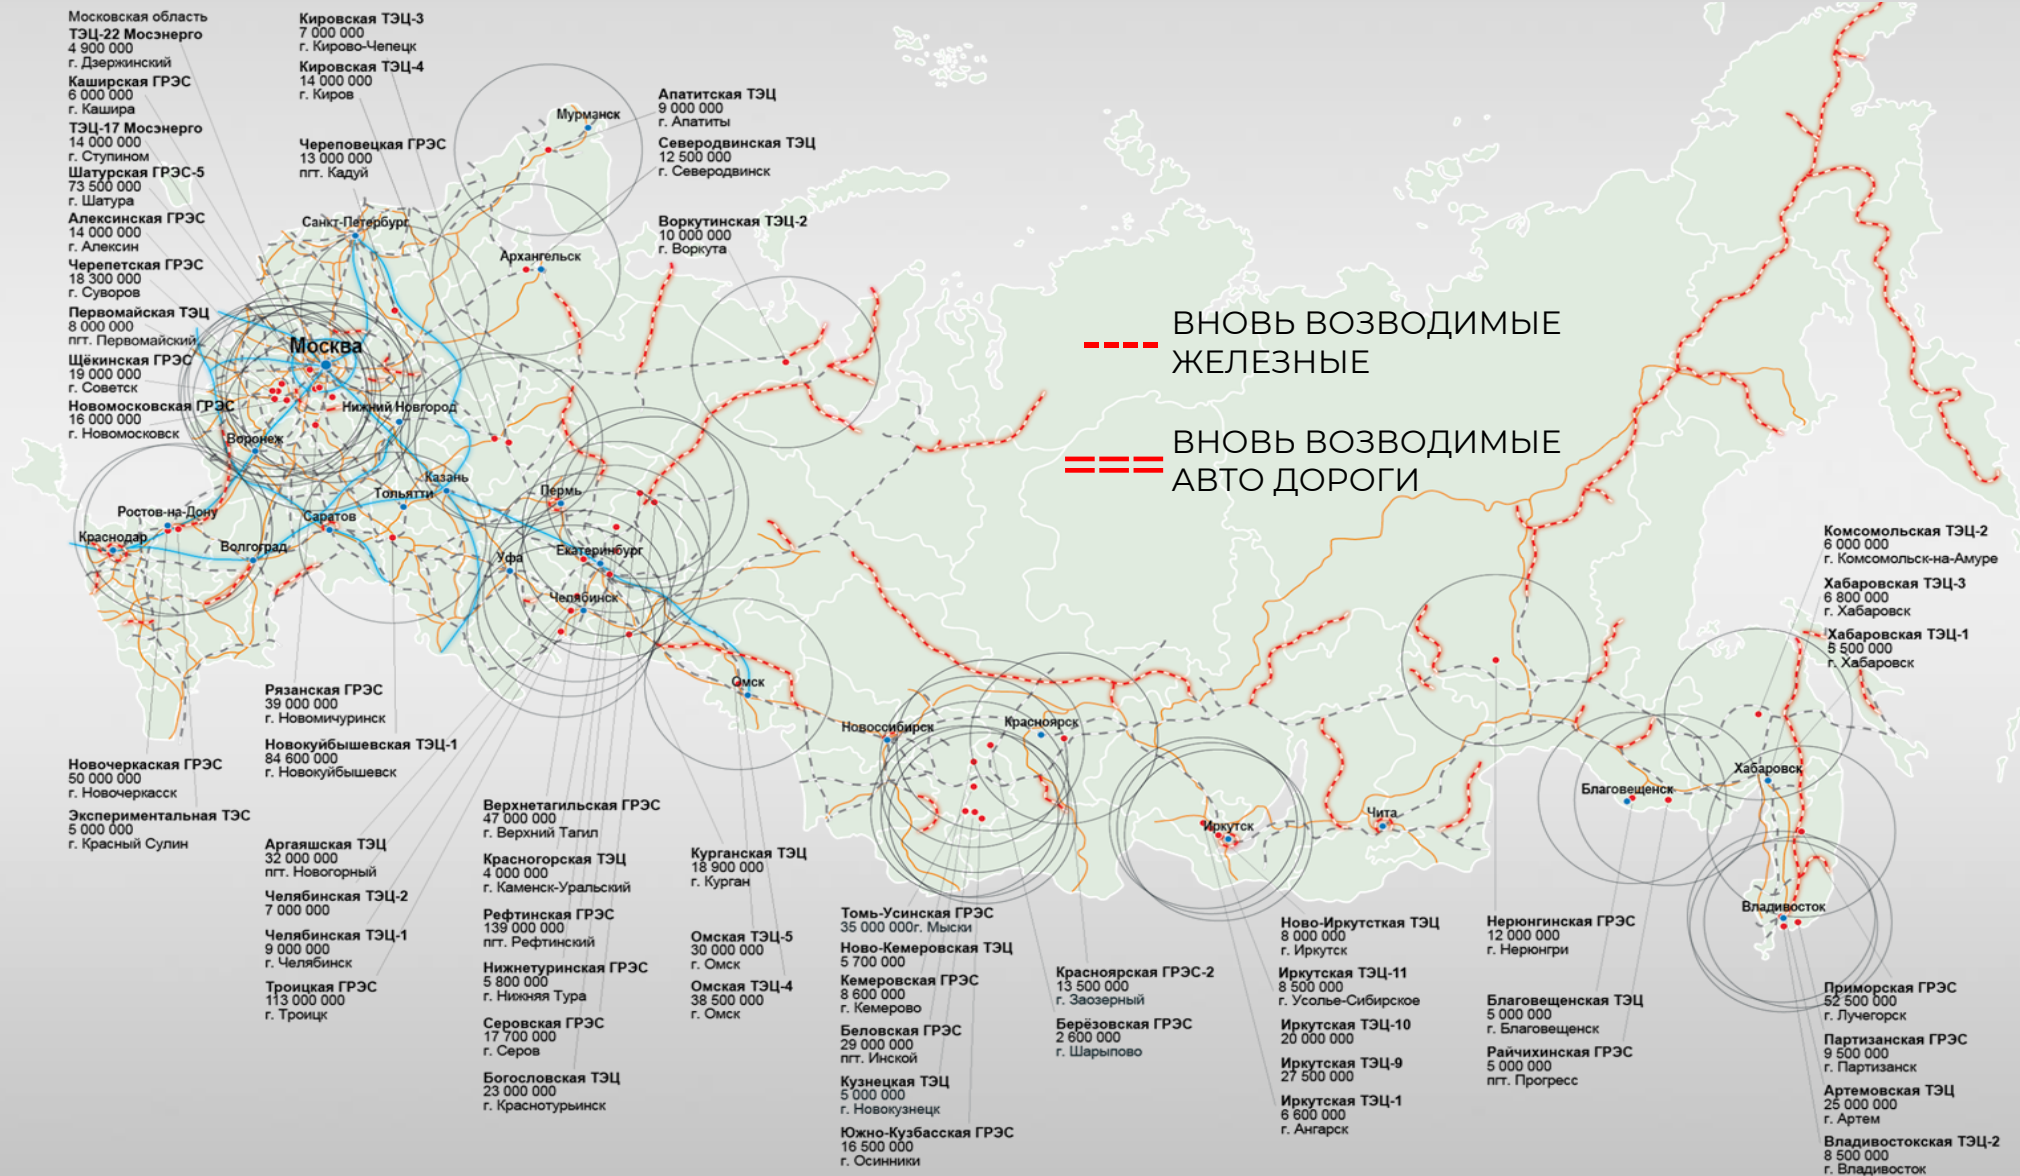 Московская область
ТЭЦ-22 Мосэнерго
4 900 000
г. Дзержинский
Каширская ГРЭС
6 000 000
г. Кашира
ТЭЦ-17 Мосэнерго
14 000 000
г. Ступином
Шатурская ГРЭС-5
73 500 000
г. Шатура
Алексинская ГРЭС
14 000 000
г. Алексин
Черепетская ГРЭС
18 300 000
г. Суворов
Первомайская ТЭЦ
8 000 000
пгт. Первомайский
Щёкинская ГРЭС
19 000 000
г. Советск
Новомосковская ГРЭС
16 000 000
г. Новомосковск
Кировская ТЭЦ-3
7 000 000
г. Кирово-Чепецк
Кировская ТЭЦ-4
14 000 000
г. Киров
Череповецкая ГРЭС
13 000 000
пгт. Кадуй
Апатитская ТЭЦ
9 000 000
г. Апатиты
Северодвинская ТЭЦ
12 500 000
г. Северодвинск
Воркутинская ТЭЦ-2
10 000 000
г. Воркута
Мурманск
Санкт-Петербург
Архангельск
Москва
Нижний Новгород
Воронеж
Казань
Тольятти
Пермь
Ростов-на-Дону
Саратов
Краснодар
Волгоград
Уфа
Екатеринбург
Челябинск
Омск
Новоссибирск
Красноярск
Иркутск
Чита
Благовещенск
Хабаровск
Владивосток
ВНОВЬ ВОЗВОДИМЫЕ
ЖЕЛЕЗНЫЕ
ВНОВЬ ВОЗВОДИМЫЕ
АВТО ДОРОГИ
Комсомольская ТЭЦ-2
6 000 000
г. Комсомольск-на-Амуре
Хабаровская ТЭЦ-3
6 800 000
г. Хабаровск
Хабаровская ТЭЦ-1
5 500 000
г. Хабаровск
Новочеркаская ГРЭС
50 000 000
г. Новочеркасск
Экспериментальная ТЭС
5 000 000
г. Красный Сулин
Рязанская ГРЭС
39 000 000
г. Новомичуринск
Новокуйбышевская ТЭЦ-1
84 600 000
г. Новокуйбышевск
Аргаяшская ТЭЦ
32 000 000
пгт. Новогорный
Челябинская ТЭЦ-2
7 000 000
Челябинская ТЭЦ-1
9 000 000
г. Челябинск
Троицкая ГРЭС
113 000 000
г. Троицк
Верхнетагильская ГРЭС
47 000 000
г. Верхний Тагил
Красногорская ТЭЦ
4 000 000
г. Каменск-Уральский
Рефтинская ГРЭС
139 000 000
пгт. Рефтинский
Нижнетуринская ГРЭС
5 800 000
г. Нижняя Тура
Серовская ГРЭС
17 700 000
г. Серов
Богословская ТЭЦ
23 000 000
г. Краснотурьинск
Курганская ТЭЦ
18 900 000
г. Курган
Омская ТЭЦ-5
30 000 000
г. Омск
Омская ТЭЦ-4
38 500 000
г. Омск
Томь-Усинская ГРЭС
35 000 000г. Мыски
Ново-Кемеровская ТЭЦ
5 700 000
Кемеровская ГРЭС
8 600 000
г. Кемерово
Беловская ГРЭС
29 000 000
пгт. Инской
Кузнецкая ТЭЦ
5 000 000
г. Новокузнецк
Южно-Кузбасская ГРЭС
16 500 000
г. Осинники
Красноярская ГРЭС-2
13 500 000
г. Заозерный
Берёзовская ГРЭС
2 600 000
г. Шарыпово
Ново-Иркутсткая ТЭЦ
8 000 000
г. Иркутск
Иркутская ТЭЦ-11
8 500 000
г. Усолье-Сибирское
Иркутская ТЭЦ-10
20 000 000
Иркутская ТЭЦ-9
27 500 000
Иркутская ТЭЦ-1
6 600 000
г. Ангарск
Нерюнгинская ГРЭС
12 000 000
г. Нерюнгри
Благовещенская ТЭЦ
5 000 000
г. Благовещенск
Райчихинская ГРЭС
5 000 000
пгт. Прогресс
Приморская ГРЭС
52 500 000
г. Лучегорск
Партизанская ГРЭС
9 500 000
г. Партизанск
Артемовская ТЭЦ
25 000 000
г. Артем
Владивостокская ТЭЦ-2
8 500 000
г. Владивосток